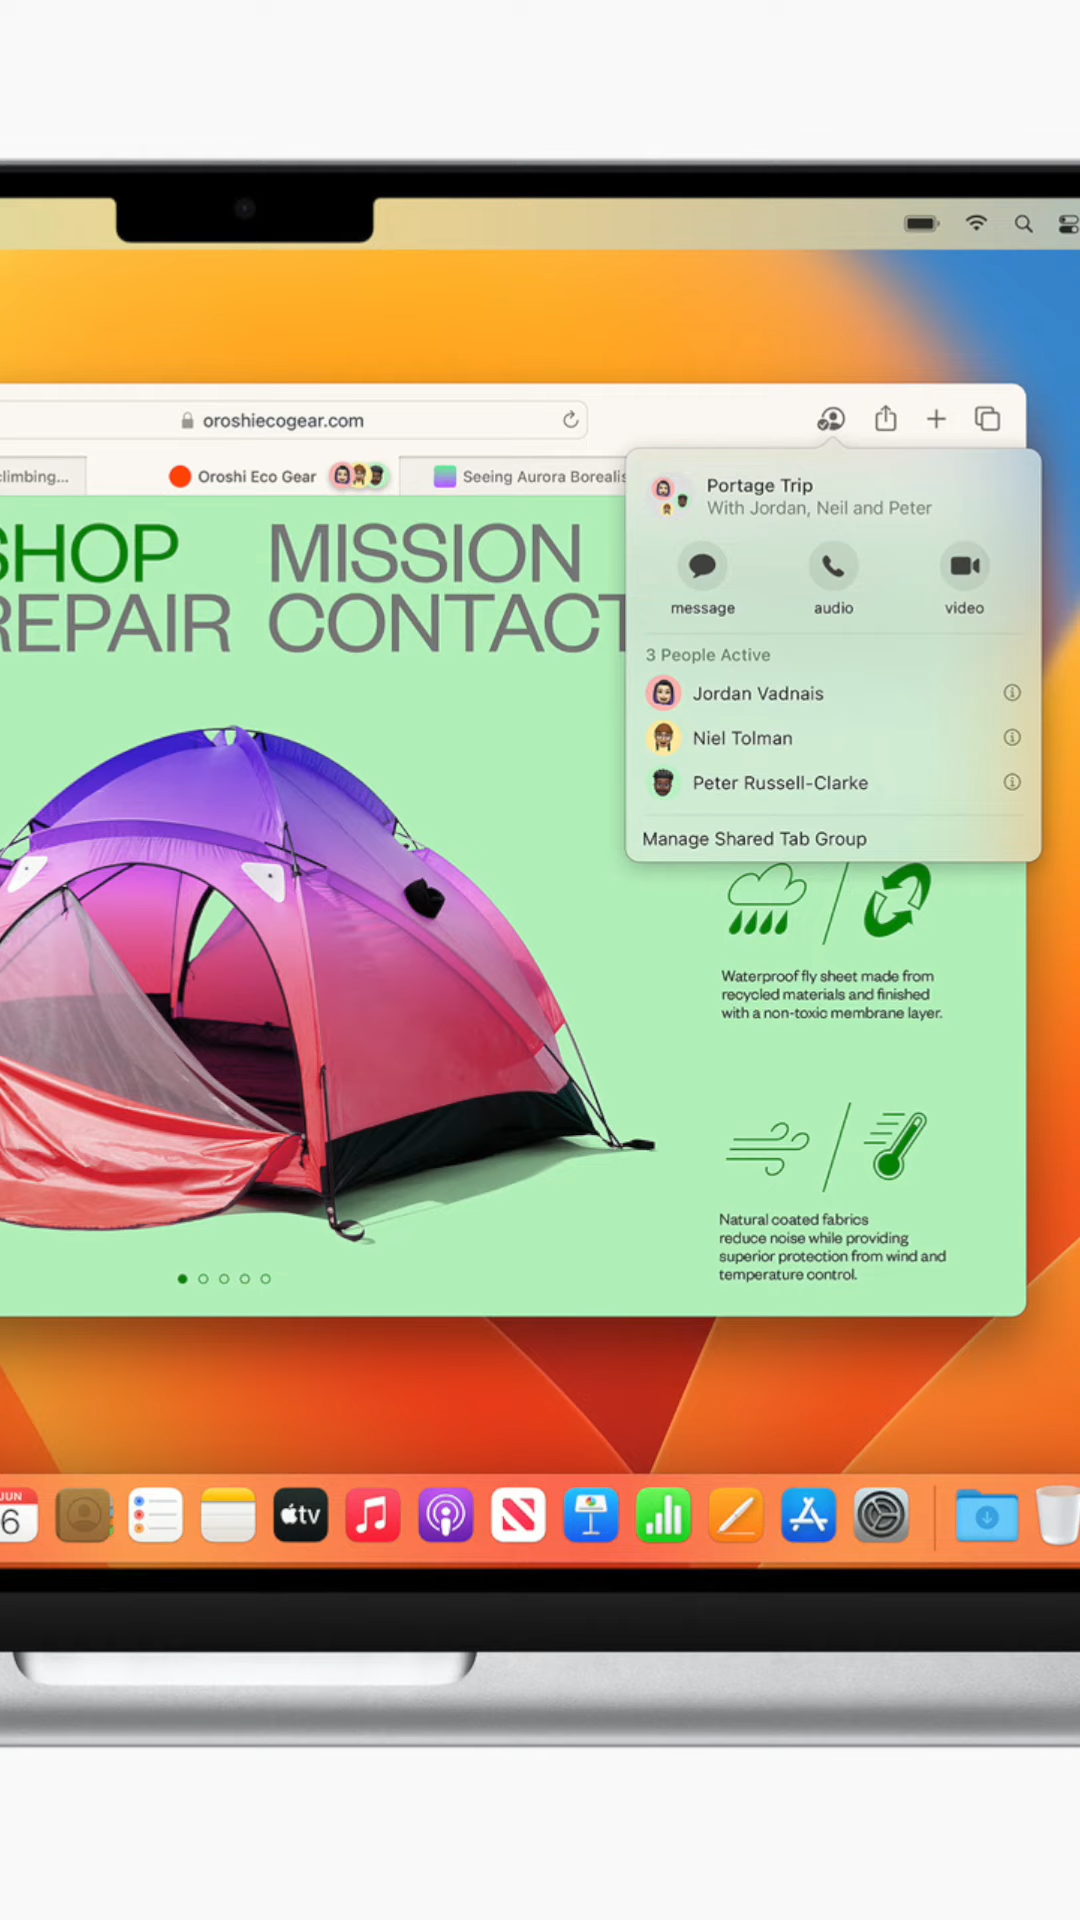 oroshiecogear.com
climbing...
Oroshi Eco Gear
Seeing Aurora Borealis
SHOP
MISSION
REPAIR
CONTACT
Portage Trip
With Jordan, Neil and Peter
message
audio
video
3 People Active
Jordan Vadnais
Niel Tolman
Peter Russell-Clarke
Manage Shared Tab Group
Waterproof fly sheet made from
recycled materials and finished
with a non-toxic membrane layer.
Natural coated fabrics
reduce noise while providing
superior protection from wind and
temperature control.
JUN
6
tv